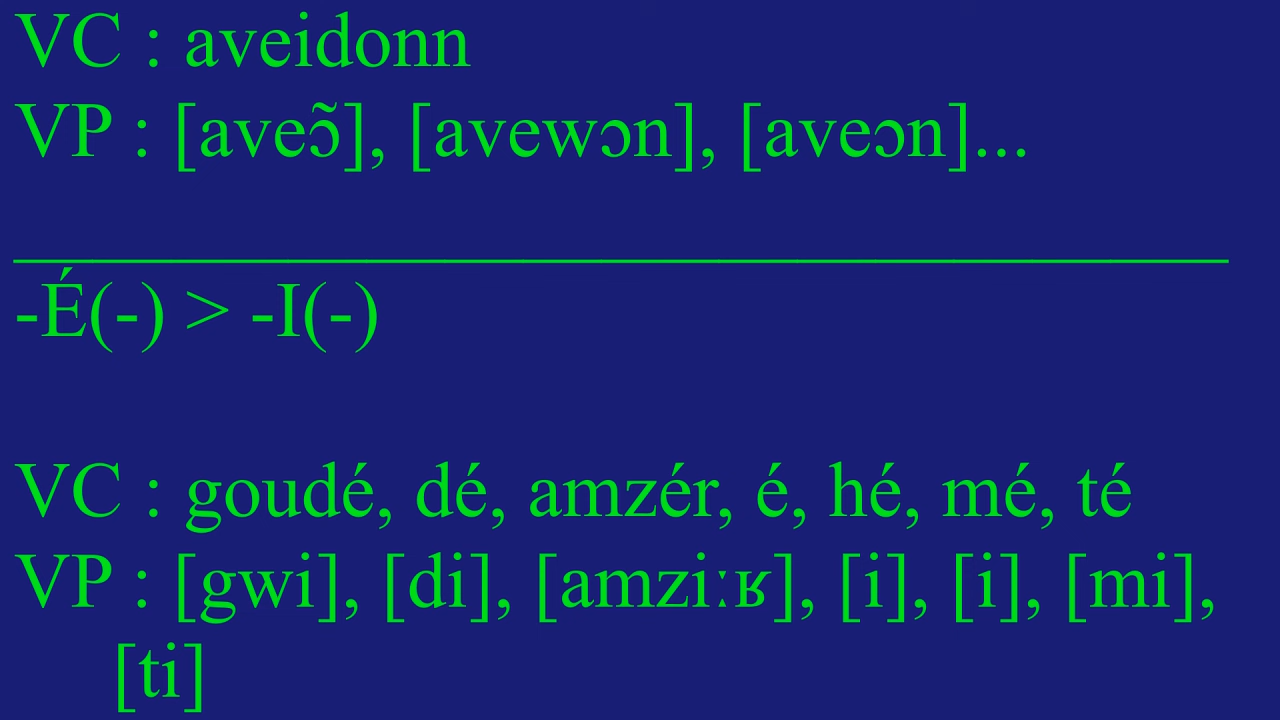 VC : aveidonn
VP : [aveɔ̃], [avewɔn], [aveɔn]...
-É(-) > -I(-)
VC : goudé, dé, amzér, é, hé, mé, té
VP : [gwi], [di], [amziːʁ], [i], [i], [mi],
[ti]